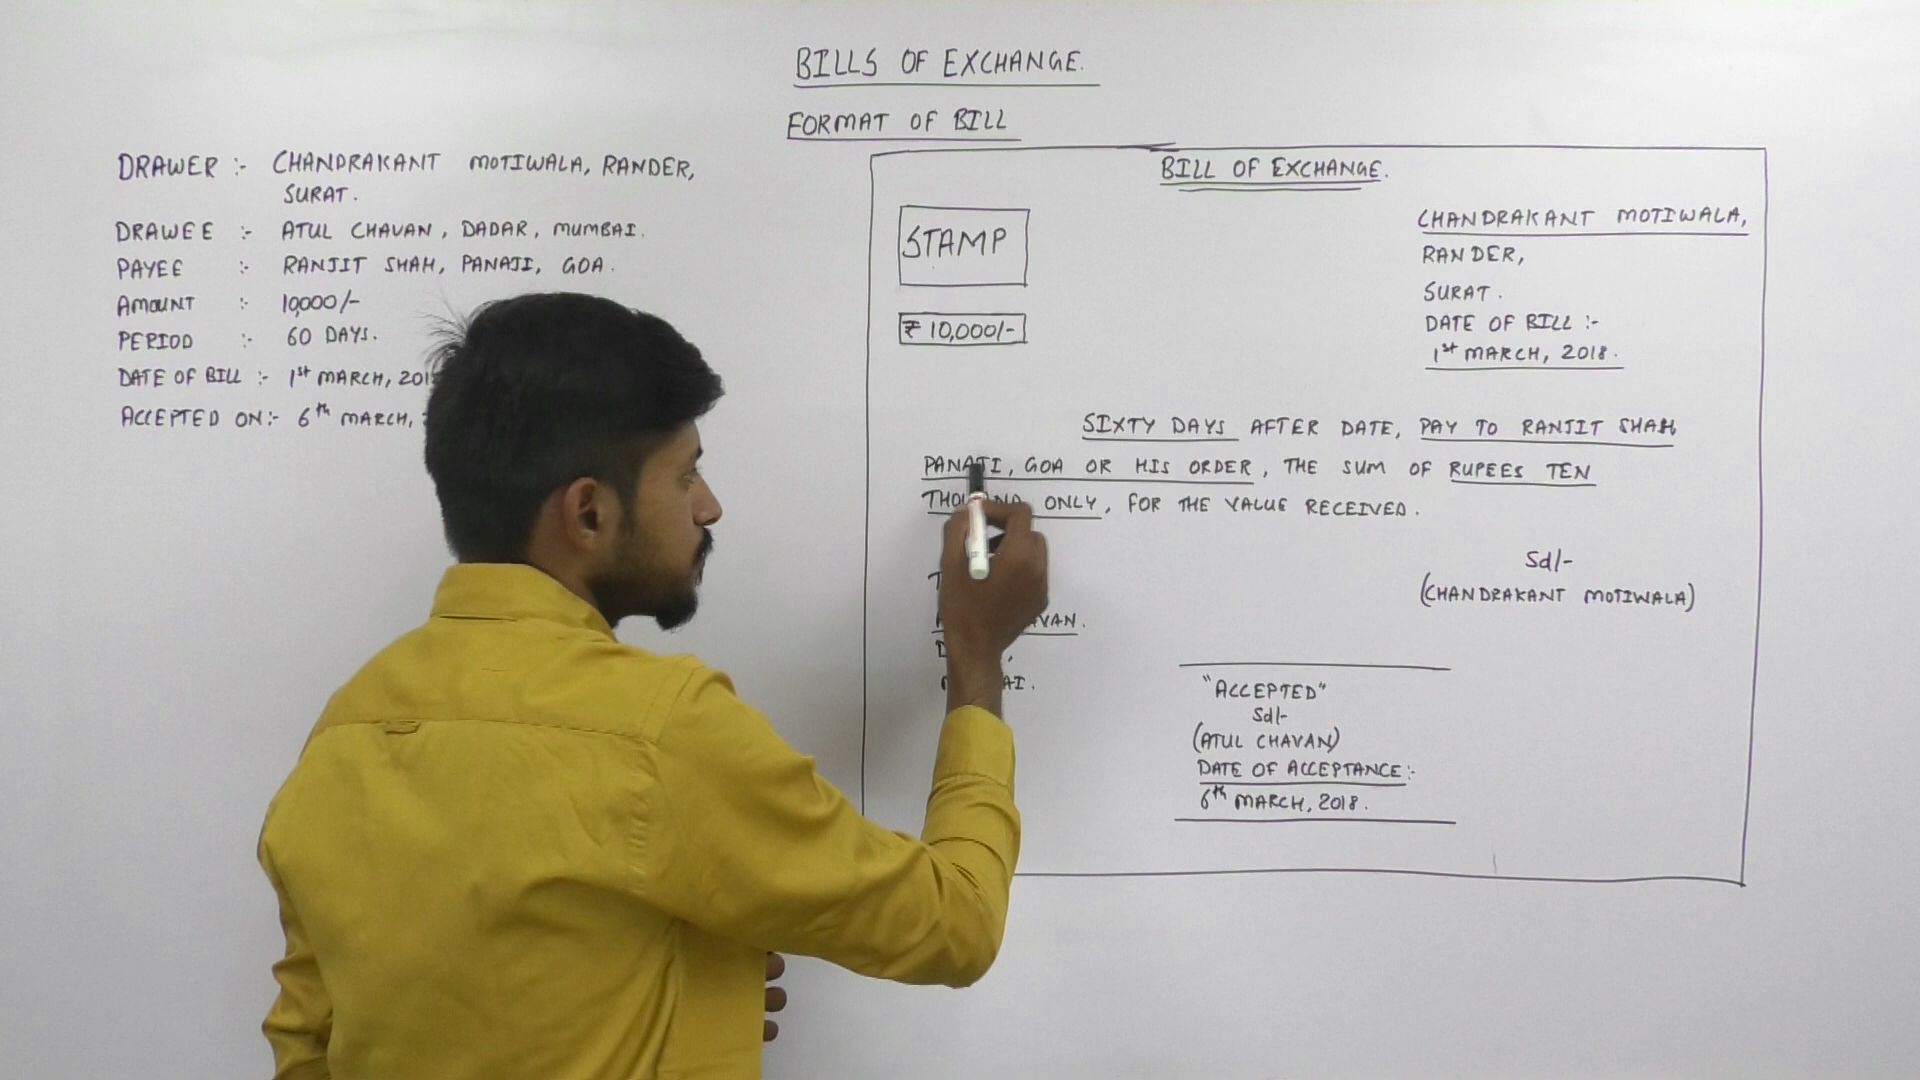 BILLS OF EXCHANGE.
FORMAT OF BILL
DRAWER :- CHANDRAKANT MOTIWALA, RANDER,
SURAT.
DRAWEE :- ATUL CHAVAN, DADAR, MUMBAI.
PAYEE :- RANJIT SHAH, PANAJI, GOA.
AMOUNT :- 10,000/-
PERIOD :- 60 DAYS.
DATE OF BILL :- 1st MARCH,
ACCEPTED ON:- 6th MARCH,
BILL OF EXCHANGE.
STAMP
₹ 10,000/-
CHANDRAKANT MOTIWALA,
RANDER,
SURAT.
DATE OF BILL :-
1st MARCH, 2018.
SIXTY DAYS AFTER DATE, PAY TO RANJIT SHAH
PANAJI, GOA OR HIS ORDER, THE SUM OF RUPEES TEN
ONLY, FOR THE VALUE RECEIVED.
Sd/-
(CHANDRAKANT MOTIWALA)
"ACCEPTED"
Sd/-
(ATUL CHAVAN)
DATE OF ACCEPTANCE:-
6th MARCH, 2018.